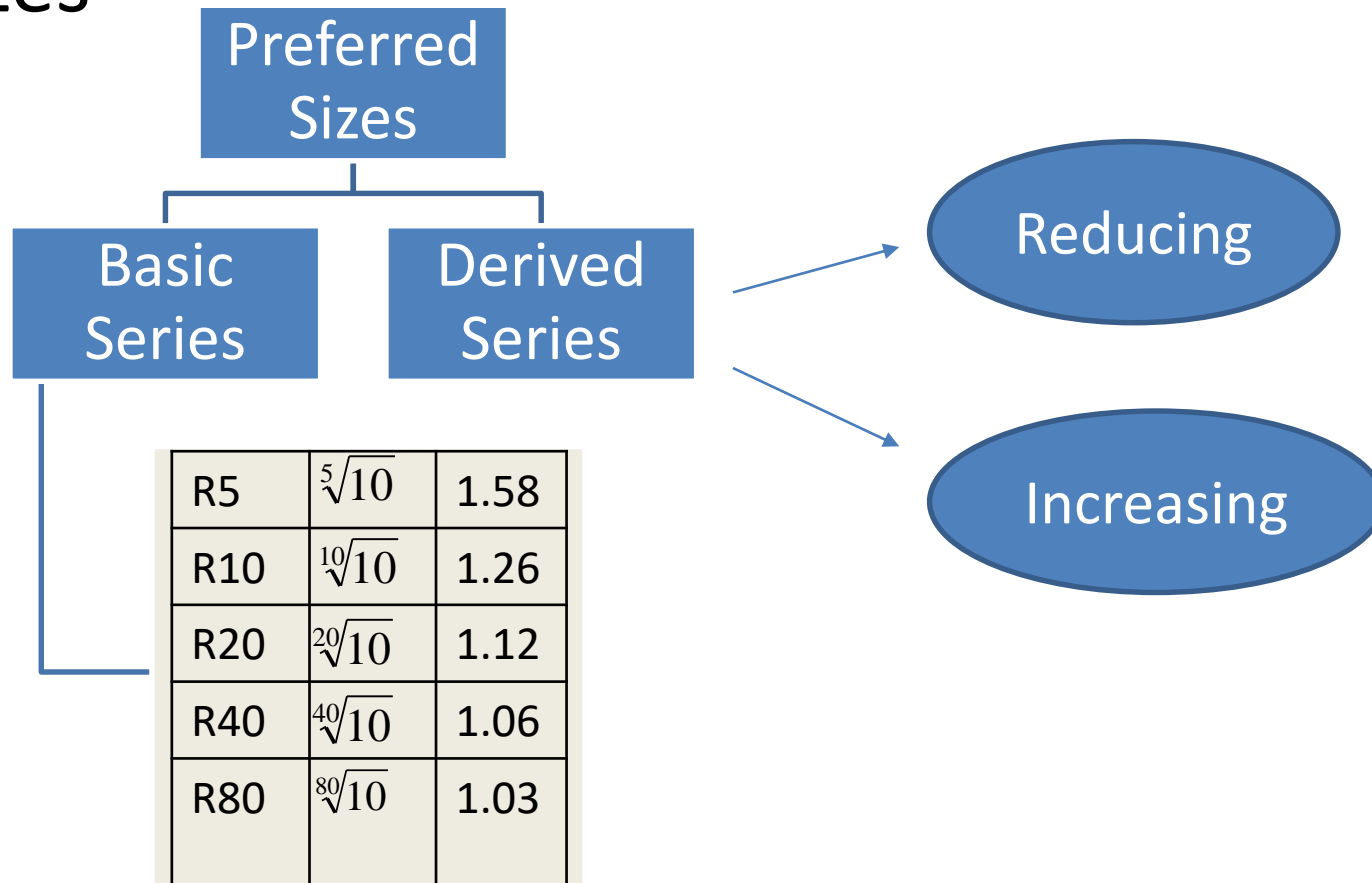 Preferred
Sizes
Basic
Series
Derived
Series
Reducing
Increasing
R5 ⁵√10 1.58
R10 ¹⁰√10 1.26
R20 ²⁰√10 1.12
R40 ⁴⁰√10 1.06
R80 ⁸⁰√10 1.03